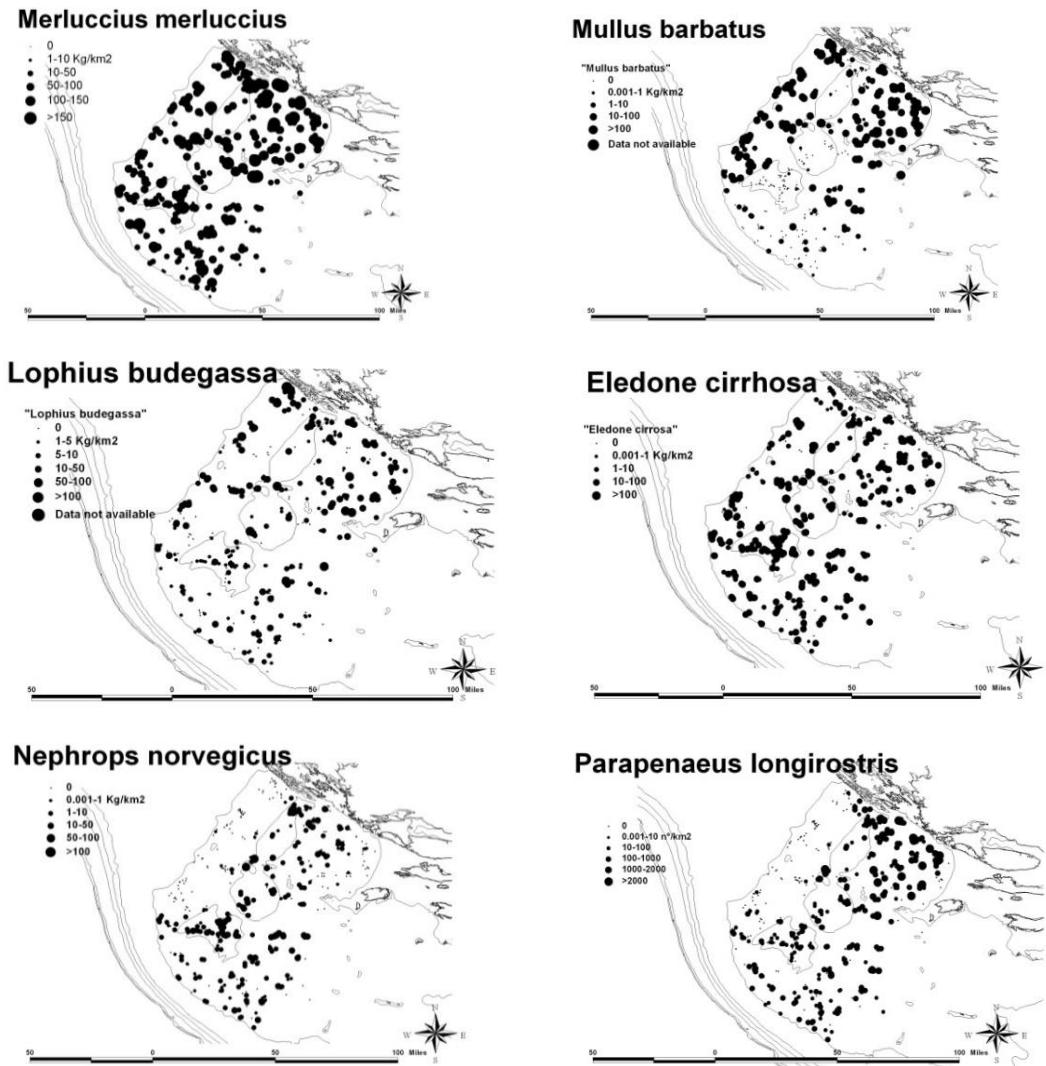 Merluccius merluccius
0
1-10 Kg/km2
10-50
50-100
100-150
>150
N
W E
S
50 0 50 100 Miles
Mullus barbatus
"Mullus barbatus"
0
0.001-1 Kg/km2
1-10
10-100
>100
Data not available
N
W E
S
50 0 50 100 Miles
Lophius budegassa
"Lophius budegassa"
0
1-5 Kg/km2
5-10
10-50
50-100
>100
Data not available
N
W E
S
50 0 50 100 Miles
Eledone cirrhosa
"Eledone cirrosa"
0
0.001-1 Kg/km2
1-10
10-100
>100
N
W E
S
50 0 50 100 Miles
Nephrops norvegicus
0
0.001-1 Kg/km2
1-10
10-50
50-100
>100
N
W E
S
50 0 50 100 Miles
Parapenaeus longirostris
0
0.001-10 n°/km2
10-100
100-1000
1000-2000
>2000
N
W E
S
50 0 50 100 Miles